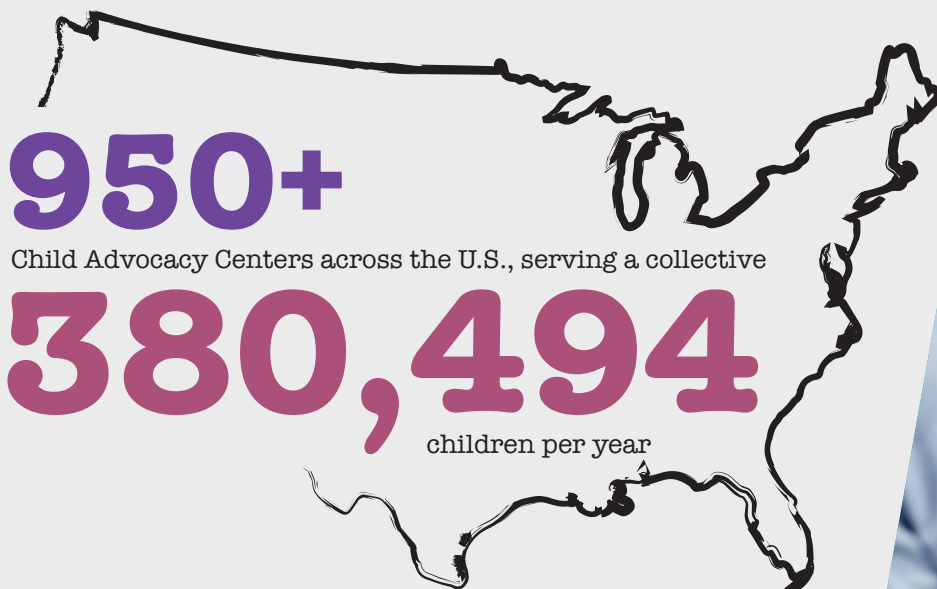 950+
Child Advocacy Centers across the U.S., serving a collective
380,494
children per year